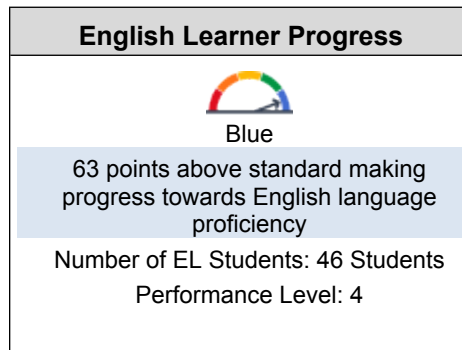 English Learner Progress
Blue
63 points above standard making
progress towards English language
proficiency
Number of EL Students: 46 Students
Performance Level: 4